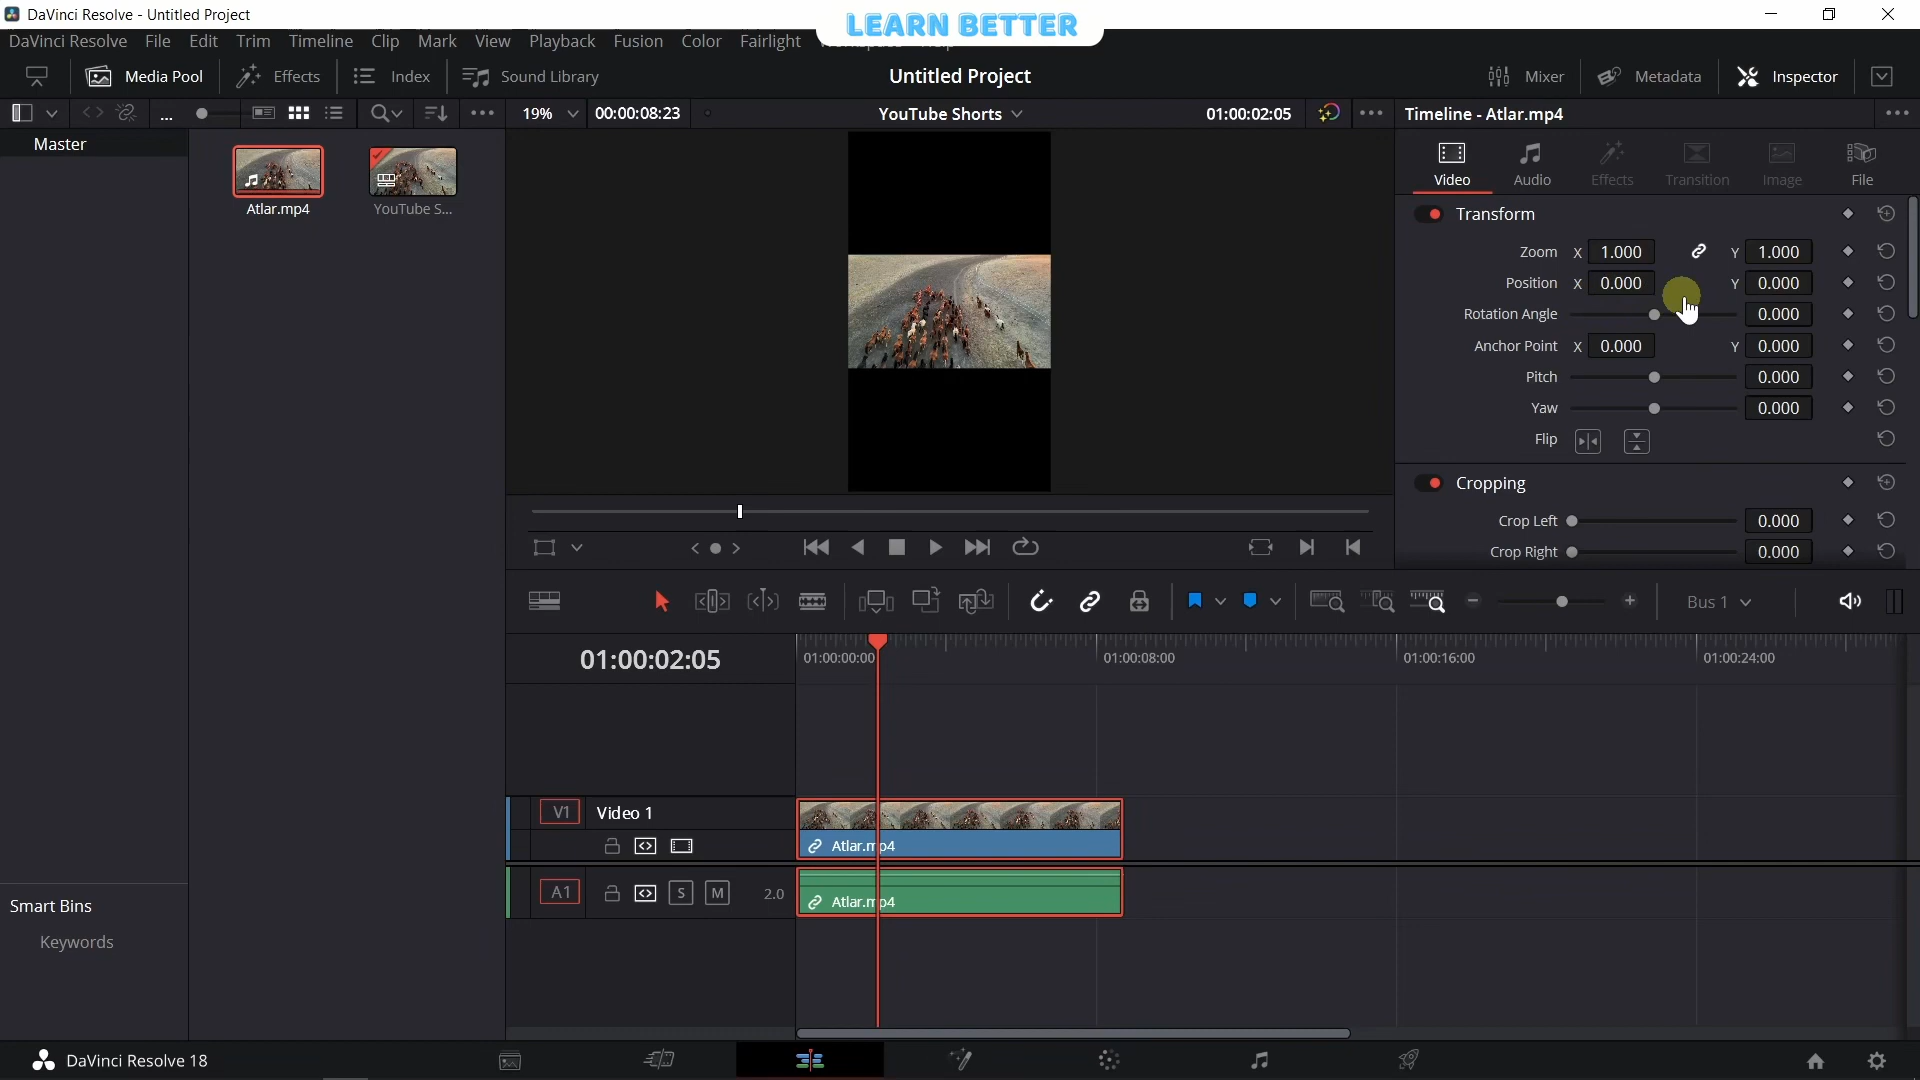 DaVinci Resolve - Untitled Project
LEARN BETTER
DaVinci Resolve File Edit Trim Timeline Clip Mark View Playback Fusion Color Fairlight
Media Pool Effects Index Sound Library Untitled Project Mixer Metadata Inspector
... 19% 00:00:08:23 YouTube Shorts 01:00:02:05 Timeline - Atlar.mp4
Master
Atlar.mp4 YouTube S...
Video Audio Effects Transition Image File
Transform
Zoom X 1.000 Y 1.000
Position X 0.000 Y 0.000
Rotation Angle 0.000
Anchor Point X 0.000 Y 0.000
Pitch 0.000
Yaw 0.000
Flip
Cropping
Crop Left 0.000
Crop Right 0.000
Bus 1
01:00:02:05 01:00:00:00 01:00:08:00 01:00:16:00 01:00:24:00
V1 Video 1
Atlar.mp4
A1 S M 2.0 Atlar.mp4
Smart Bins
Keywords
DaVinci Resolve 18